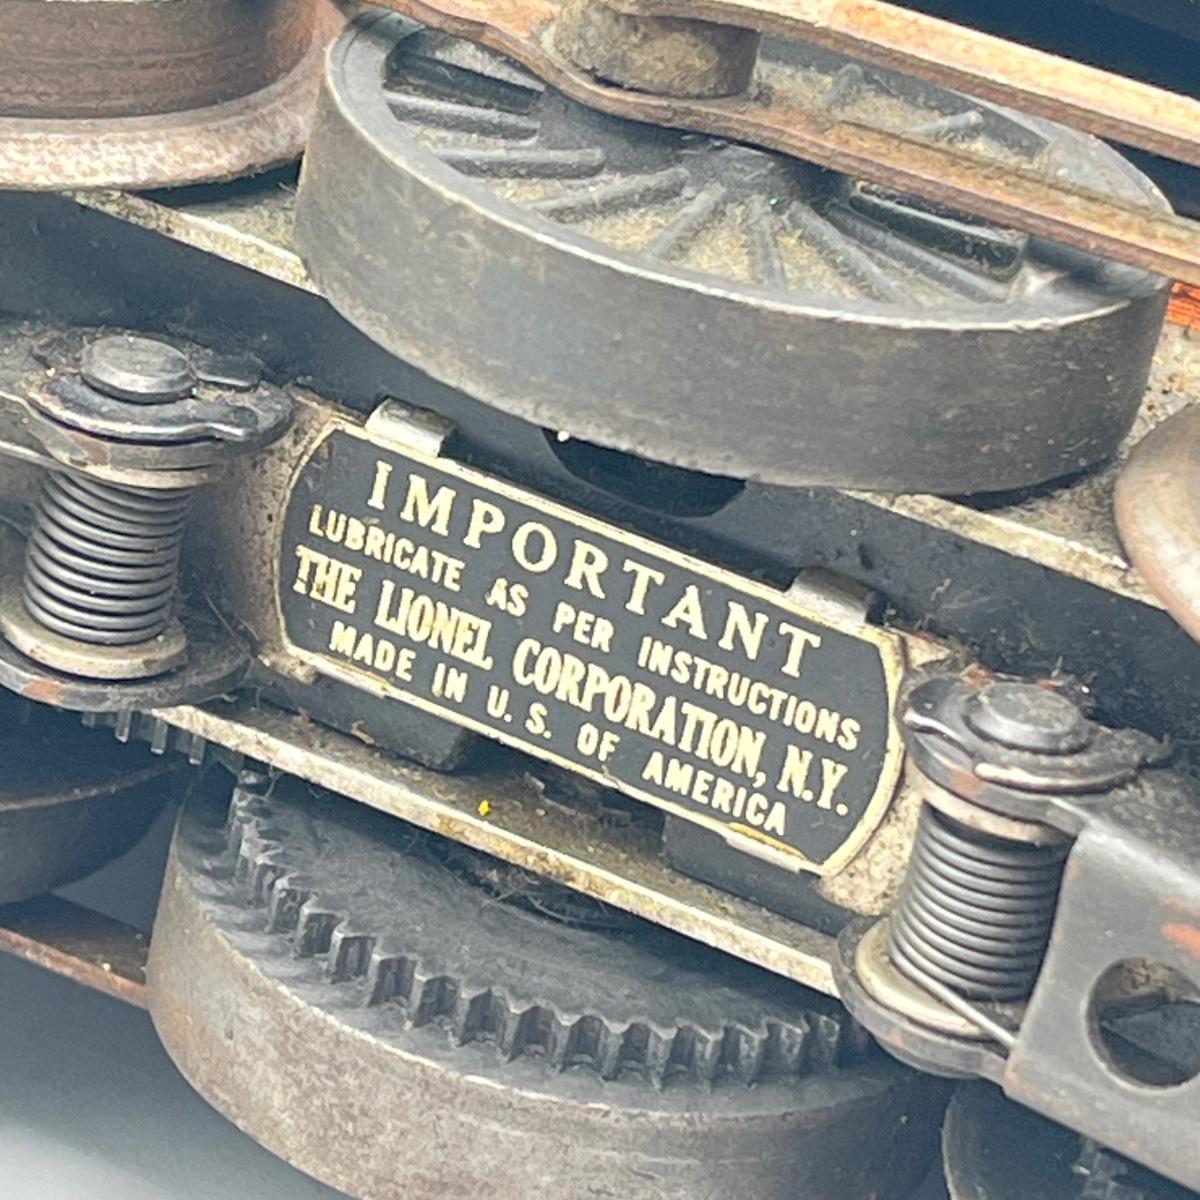 IMPORTANT
LUBRICATE AS PER INSTRUCTIONS
THE LIONEL CORPORATION, N.Y.
MADE IN U.S. OF AMERICA